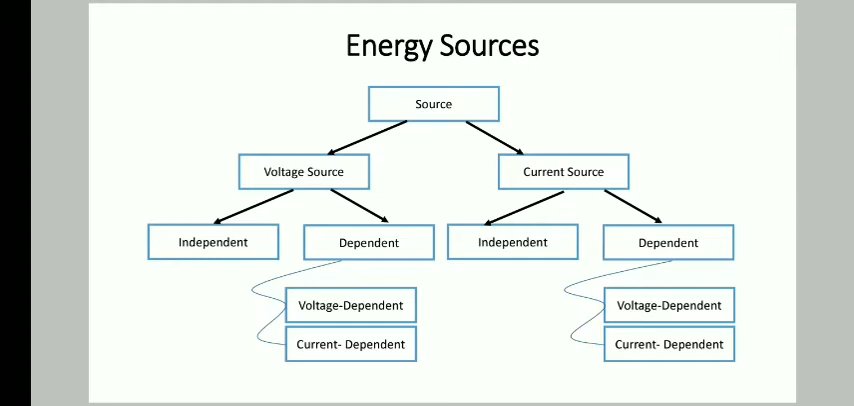 Energy Sources
Source
Voltage Source
Current Source
Independent
Dependent
Independent
Dependent
Voltage-Dependent
Voltage-Dependent
Current- Dependent
Current- Dependent